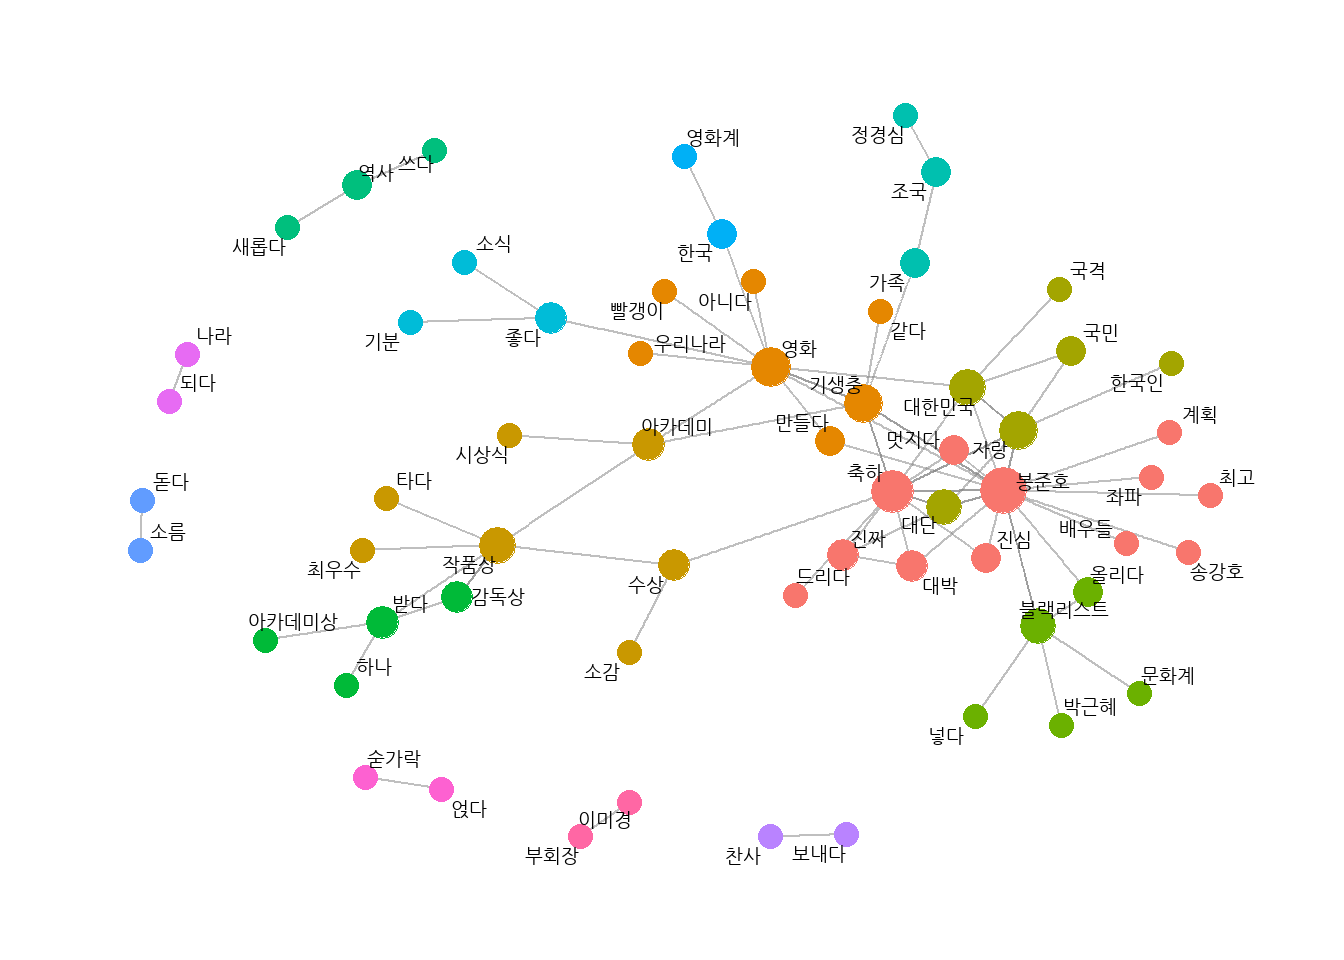 정경심
영화계
쓰다
역사
조국
소식
새롭다
한국
국격
가족
아니다
빨갱이
나라
국민
같다
좋다
기분
우리나라
영화
되다
한국인
기생충
대한민국
계획
만들다
아카데미
멋지다
자랑
시상식
축하
최고
타다
돋다
봉준호
좌파
대단
배우들
소름
진짜
진심
작품상
최우수
송강호
드리다
올리다
수상
대박
감독상
받다
불랙리스트
아카데미상
하나
소감
문화계
박근혜
넣다
숟가락
얹다
이미경
부회장
찬사
보내다